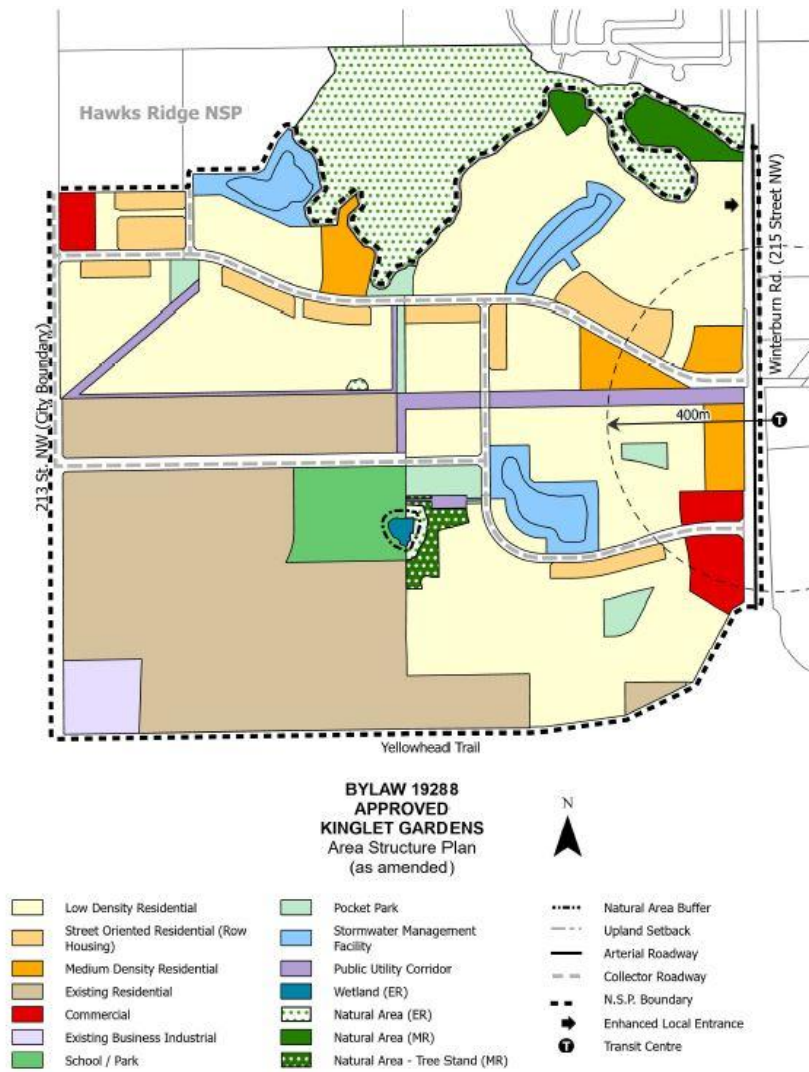 Hawks Ridge NSP
213 St. NW (City Boundary)
Winterburn Rd. (215 Street NW)
400m
T
Yellowhead Trail
BYLAW 19288
APPROVED
KINGLET GARDENS
Area Structure Plan
(as amended)
N
Low Density Residential
Street Oriented Residential (Row
Housing)
Medium Density Residential
Existing Residential
Commercial
Existing Business Industrial
School / Park
Pocket Park
Stormwater Management
Facility
Public Utility Corridor
Wetland (ER)
Natural Area (ER)
Natural Area (MR)
Natural Area - Tree Stand (MR)
Natural Area Buffer
Upland Setback
Arterial Roadway
Collector Roadway
N.S.P. Boundary
Enhanced Local Entrance
T
Transit Centre